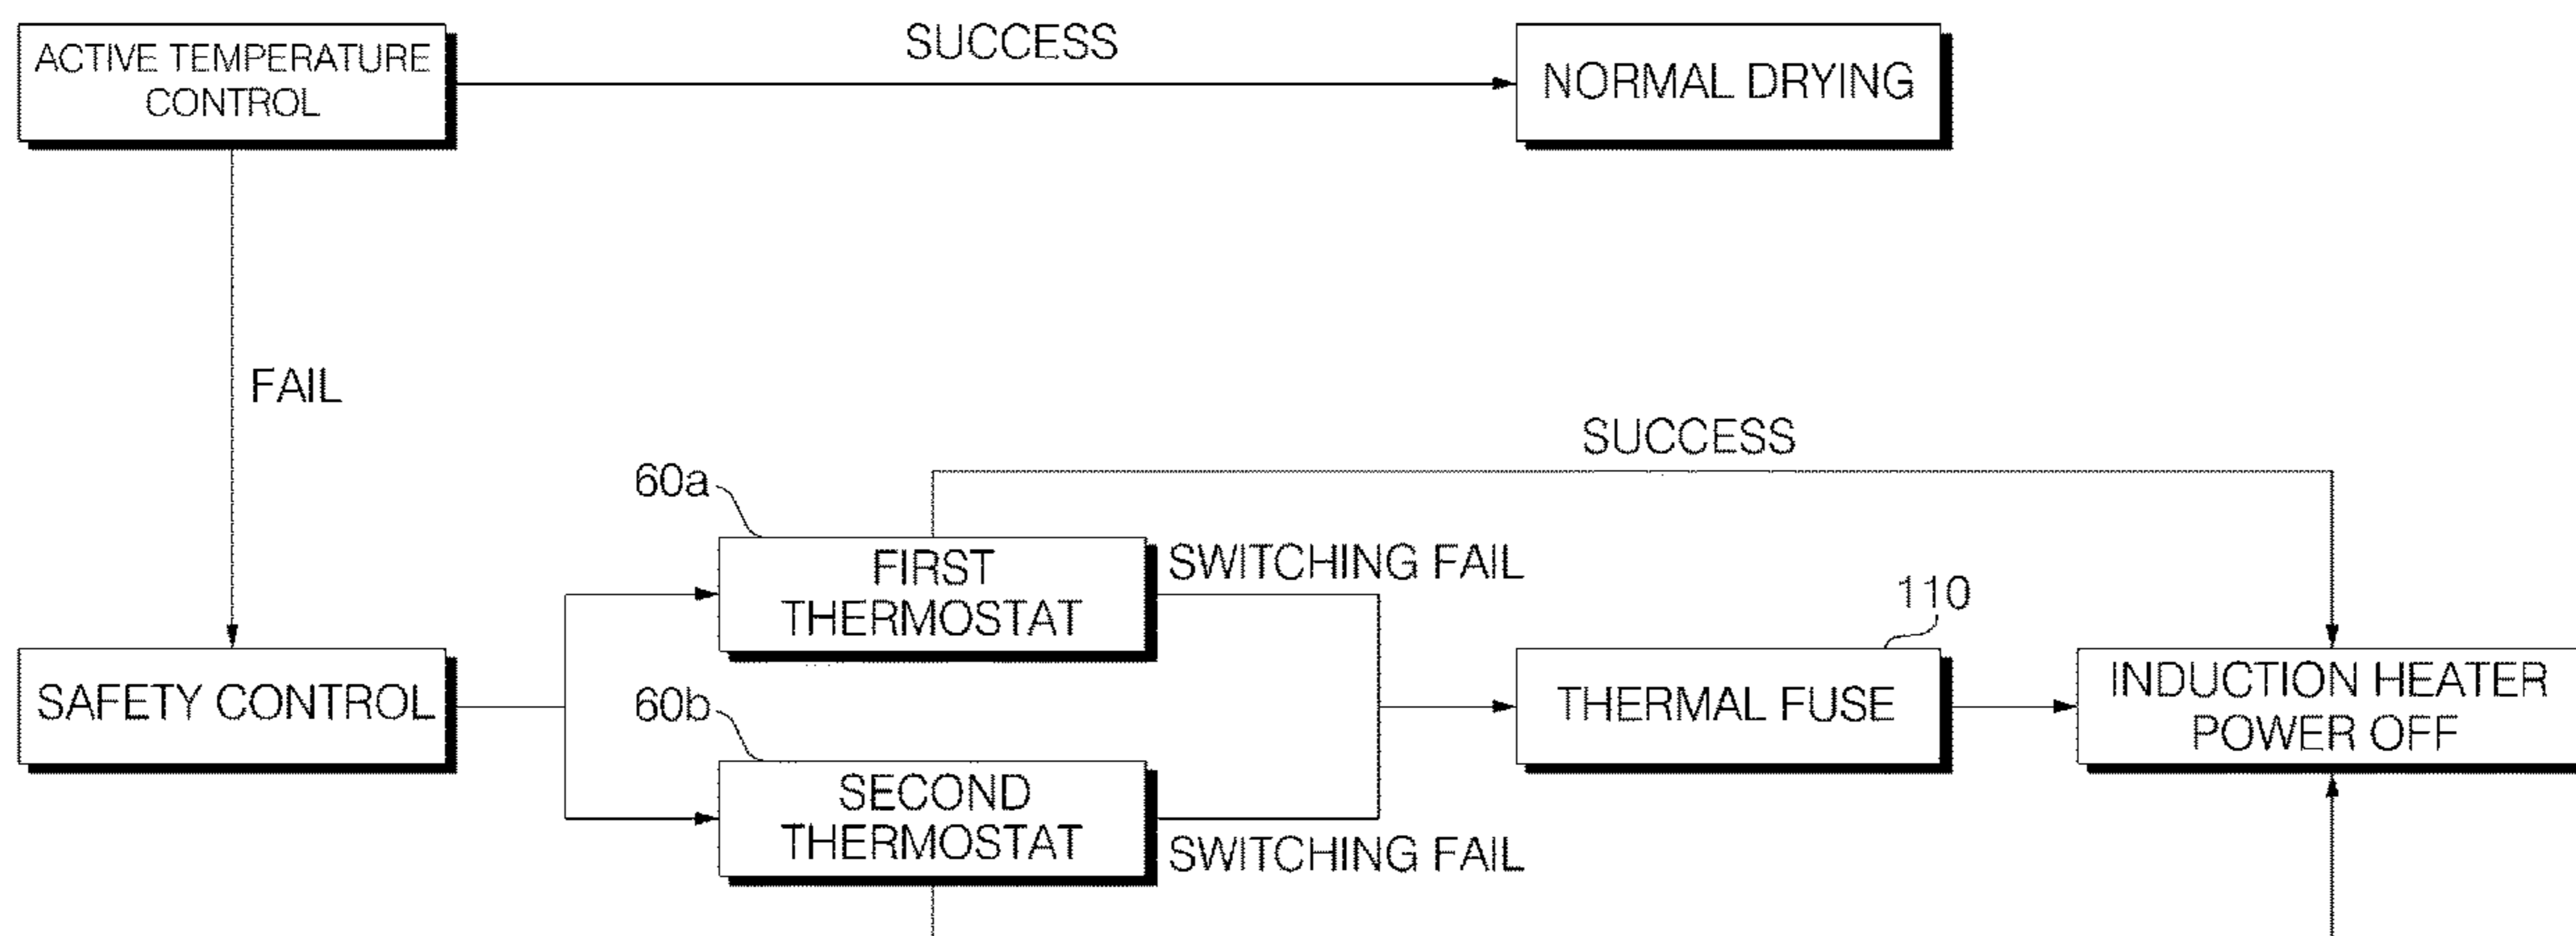 ACTIVE TEMPERATURE
CONTROL
SUCCESS
NORMAL DRYING
FAIL
SUCCESS
60a
FIRST
THERMOSTAT
SWITCHING FAIL
110
SAFETY CONTROL
THERMAL FUSE
INDUCTION HEATER
POWER OFF
60b
SECOND
THERMOSTAT
SWITCHING FAIL